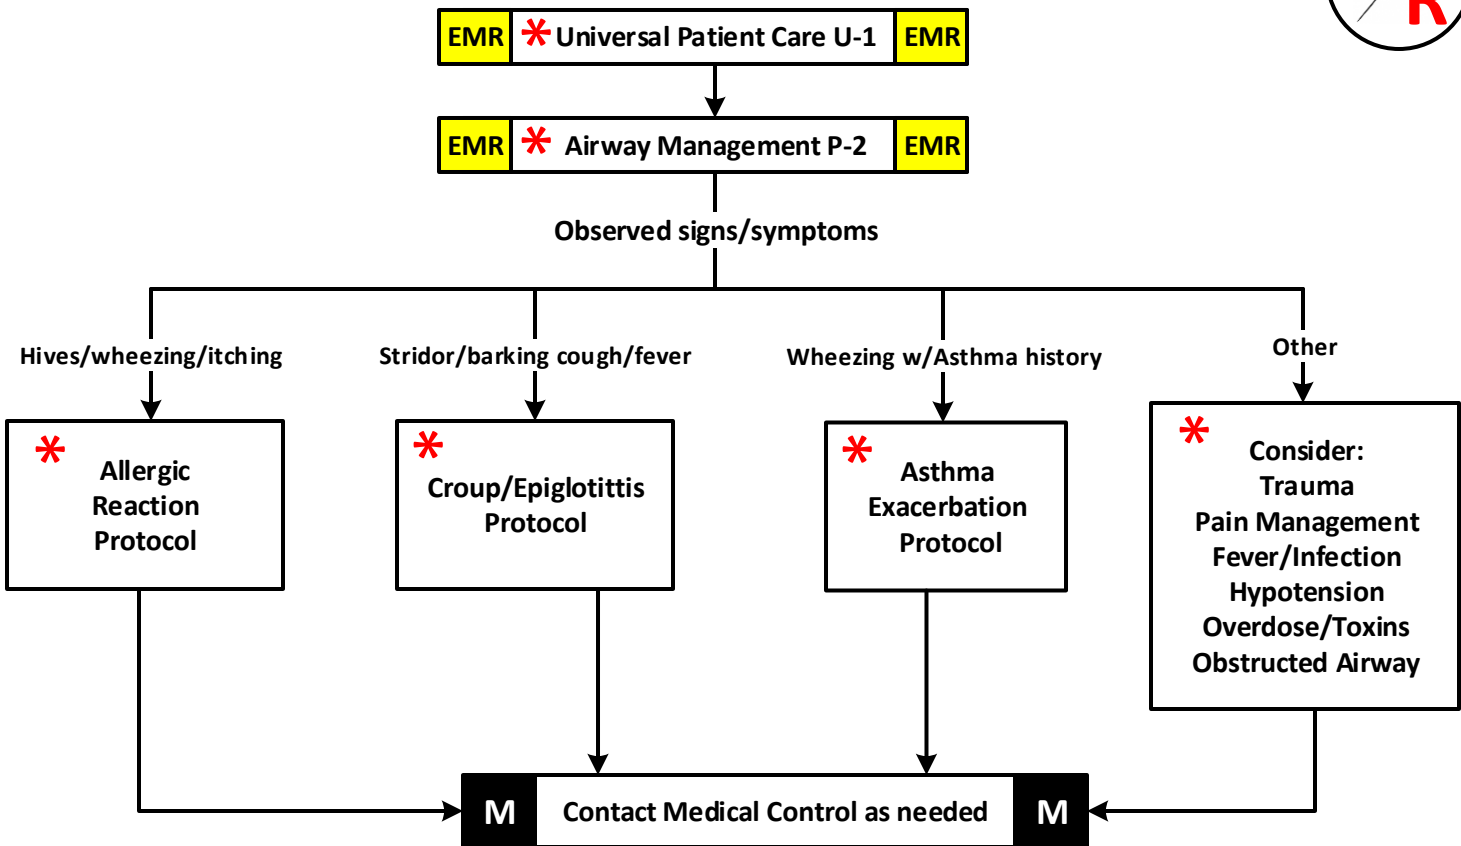 R
EMR * Universal Patient Care U-1 EMR
EMR * Airway Management P-2 EMR
Observed signs/symptoms
Hives/wheezing/itching
Stridor/barking cough/fever
Wheezing w/Asthma history
Other
*
Allergic
Reaction
Protocol
*
Croup/Epiglottitis
Protocol
*
Asthma
Exacerbation
Protocol
*
Consider:
Trauma
Pain Management
Fever/Infection
Hypotension
Overdose/Toxins
Obstructed Airway
M Contact Medical Control as needed M